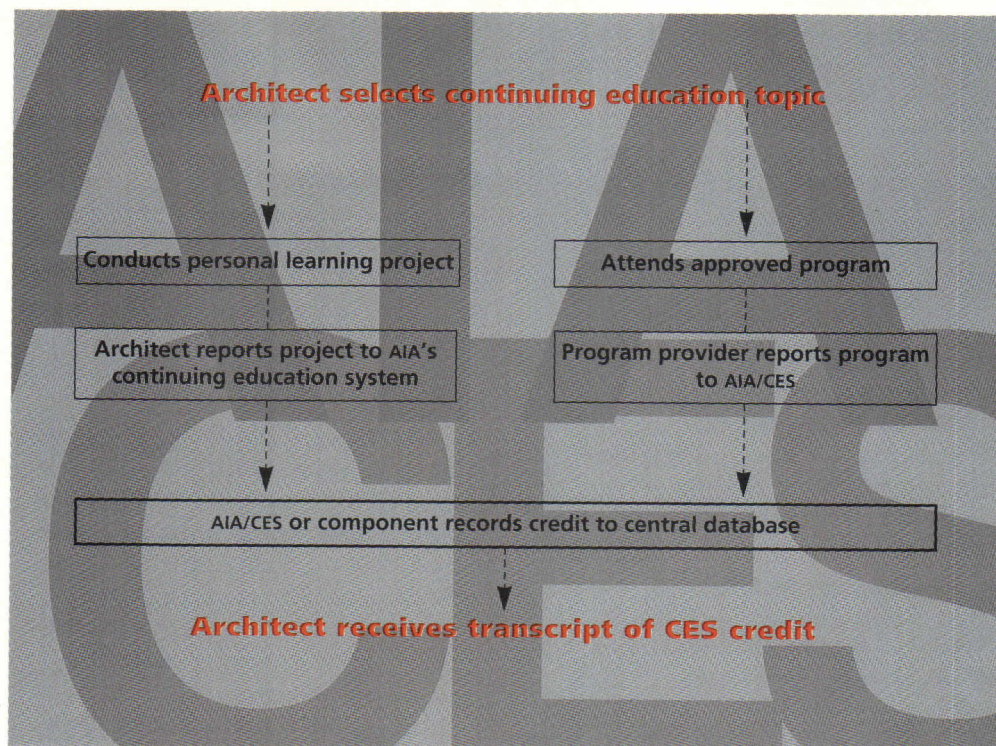 AIA
CES
Architect selects continuing education topic
Conducts personal learning project
Attends approved program
Architect reports project to AIA's
continuing education system
Program provider reports program
to AIA/CES
AIA/CES or component records credit to central database
Architect receives transcript of CES credit